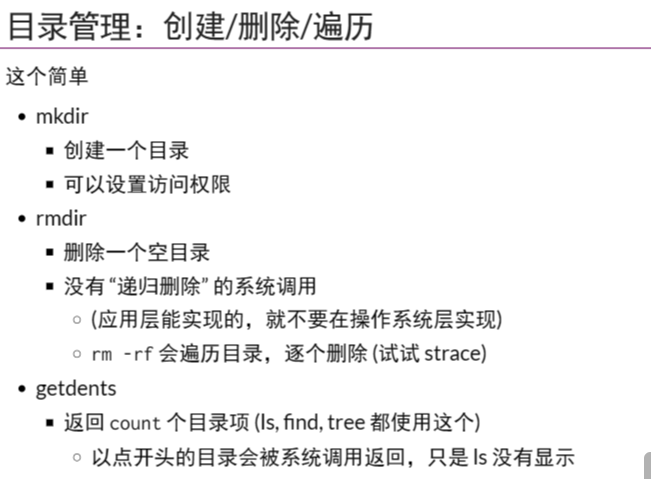 目录管理：创建/删除/遍历
这个简单
• mkdir
▪ 创建一个目录
▪ 可以设置访问权限
• rmdir
▪ 删除一个空目录
▪ 没有“递归删除” 的系统调用
◦ (应用层能实现的，就不要在操作系统层实现)
◦ rm -rf 会遍历目录，逐个删除 (试试 strace)
• getdents
▪ 返回 count 个目录项 (ls, find, tree 都使用这个)
◦ 以点开头的目录会被系统调用返回，只是 ls 没有显示